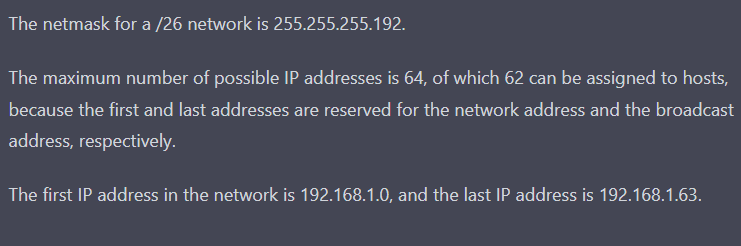 The netmask for a /26 network is 255.255.255.192.
The maximum number of possible IP addresses is 64, of which 62 can be assigned to hosts,
because the first and last addresses are reserved for the network address and the broadcast
address, respectively.
The first IP address in the network is 192.168.1.0, and the last IP address is 192.168.1.63.